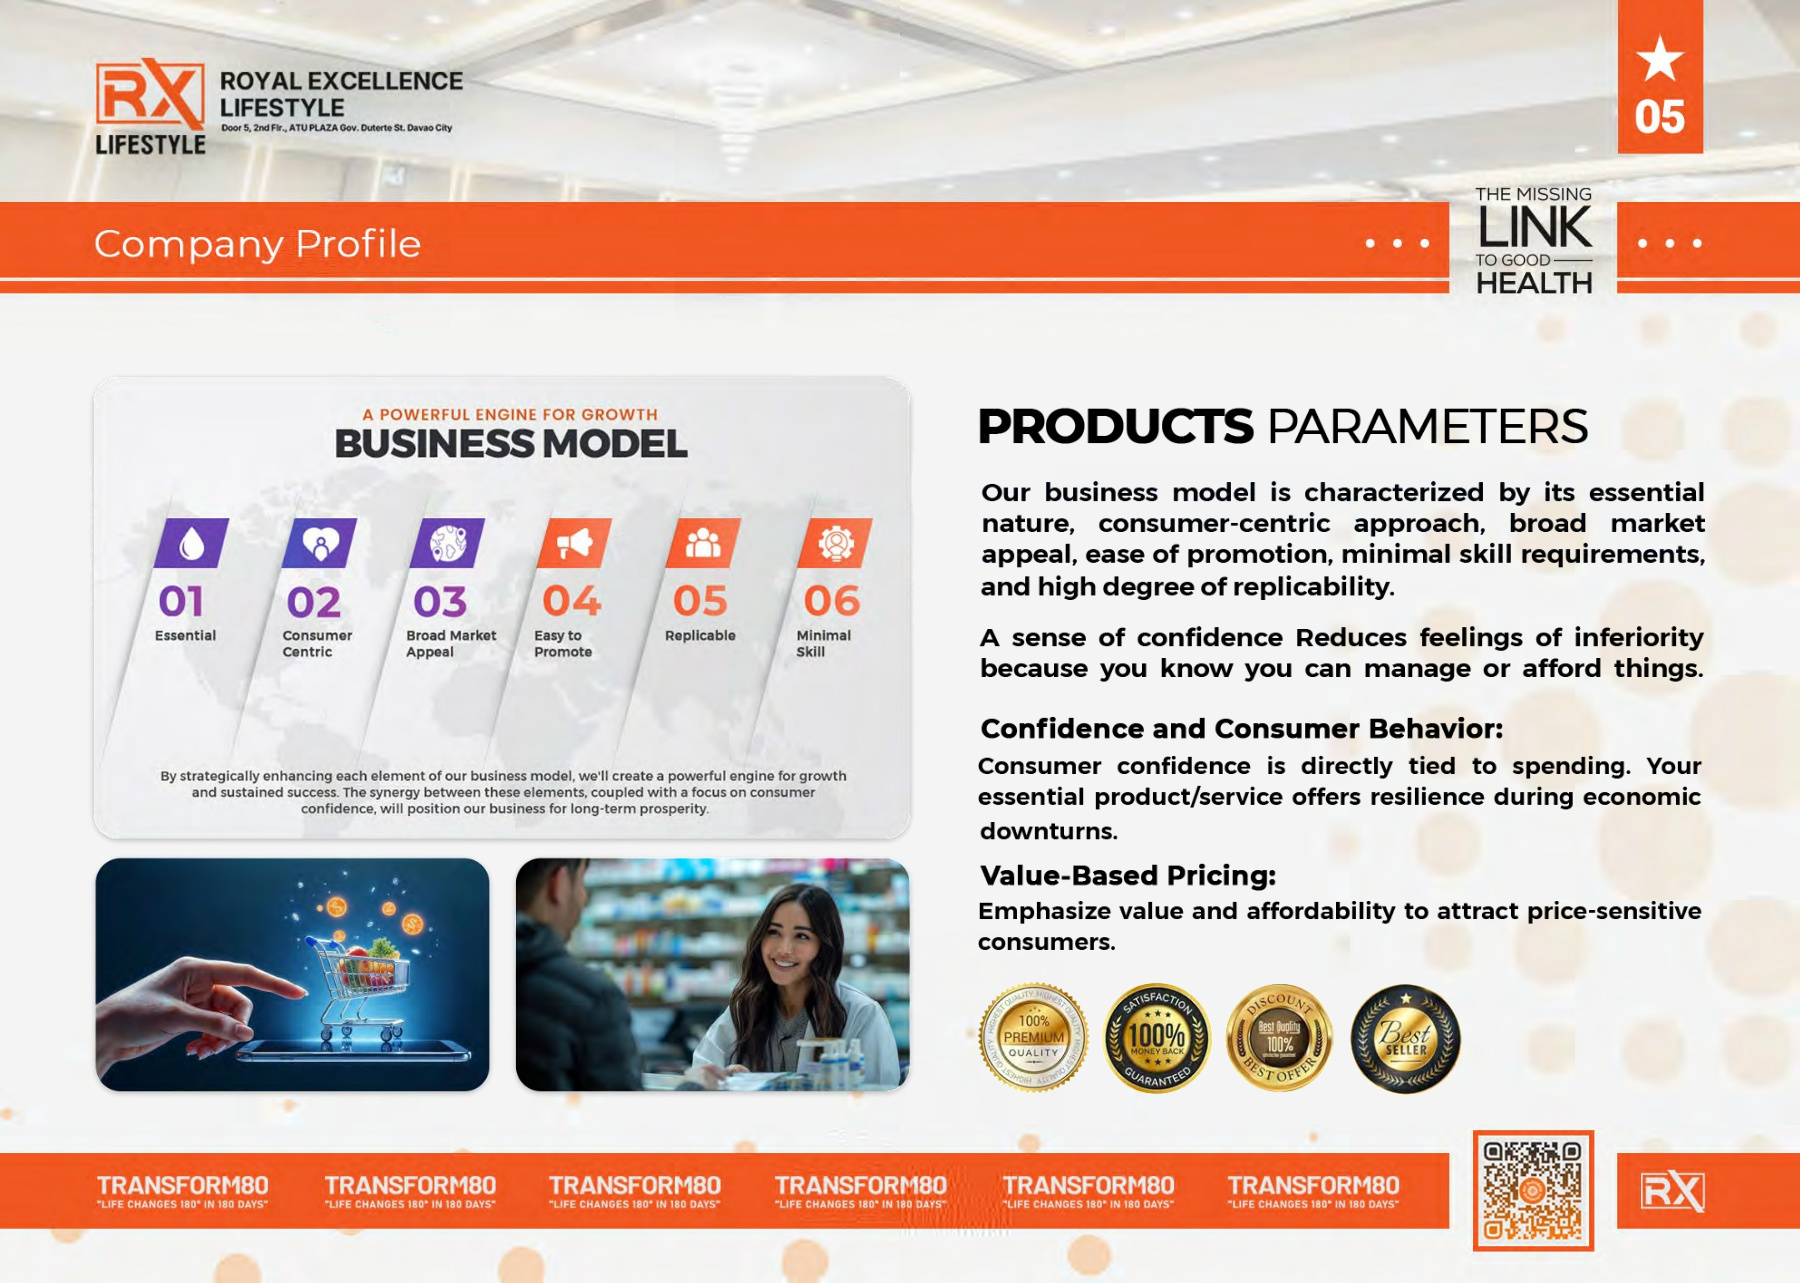 RX
LIFESTYLE
ROYAL EXCELLENCE
LIFESTYLE
Door 5, 2nd Flr., ATU PLAZA Gov. Duterte St. Davao City
05
Company Profile
THE MISSING
LINK
TO GOOD
HEALTH
A POWERFUL ENGINE FOR GROWTH
BUSINESS MODEL
01
Essential
02
Consumer
Centric
03
Broad Market
Appeal
04
Easy to
Promote
05
Replicable
06
Minimal
Skill
By strategically enhancing each element of our business model, we'll create a powerful engine for growth
and sustained success. The synergy between these elements, coupled with a focus on consumer
confidence, will position our business for long-term prosperity.
PRODUCTS PARAMETERS
Our business model is characterized by its essential
nature, consumer-centric approach, broad market
appeal, ease of promotion, minimal skill requirements,
and high degree of replicability.
A sense of confidence Reduces feelings of inferiority
because you know you can manage or afford things.
Confidence and Consumer Behavior:
Consumer confidence is directly tied to spending. Your
essential product/service offers resilience during economic
downturns.
Value-Based Pricing:
Emphasize value and affordability to attract price-sensitive
consumers.
HIGHEST QUALITY HIGHEST QUALITY
100%
PREMIUM
QUALITY
SATISFACTION
100%
MONEY BACK
GUARANTEED
DISCOUNT
Best Quality
100%
BEST OFFER
Best
SELLER
TRANSFORM80
"LIFE CHANGES 180° IN 180 DAYS"
TRANSFORM80
"LIFE CHANGES 180° IN 180 DAYS"
TRANSFORM80
"LIFE CHANGES 180° IN 180 DAYS"
TRANSFORM80
"LIFE CHANGES 180° IN 180 DAYS"
TRANSFORM80
"LIFE CHANGES 180° IN 180 DAYS"
TRANSFORM80
"LIFE CHANGES 180° IN 180 DAYS"
RX